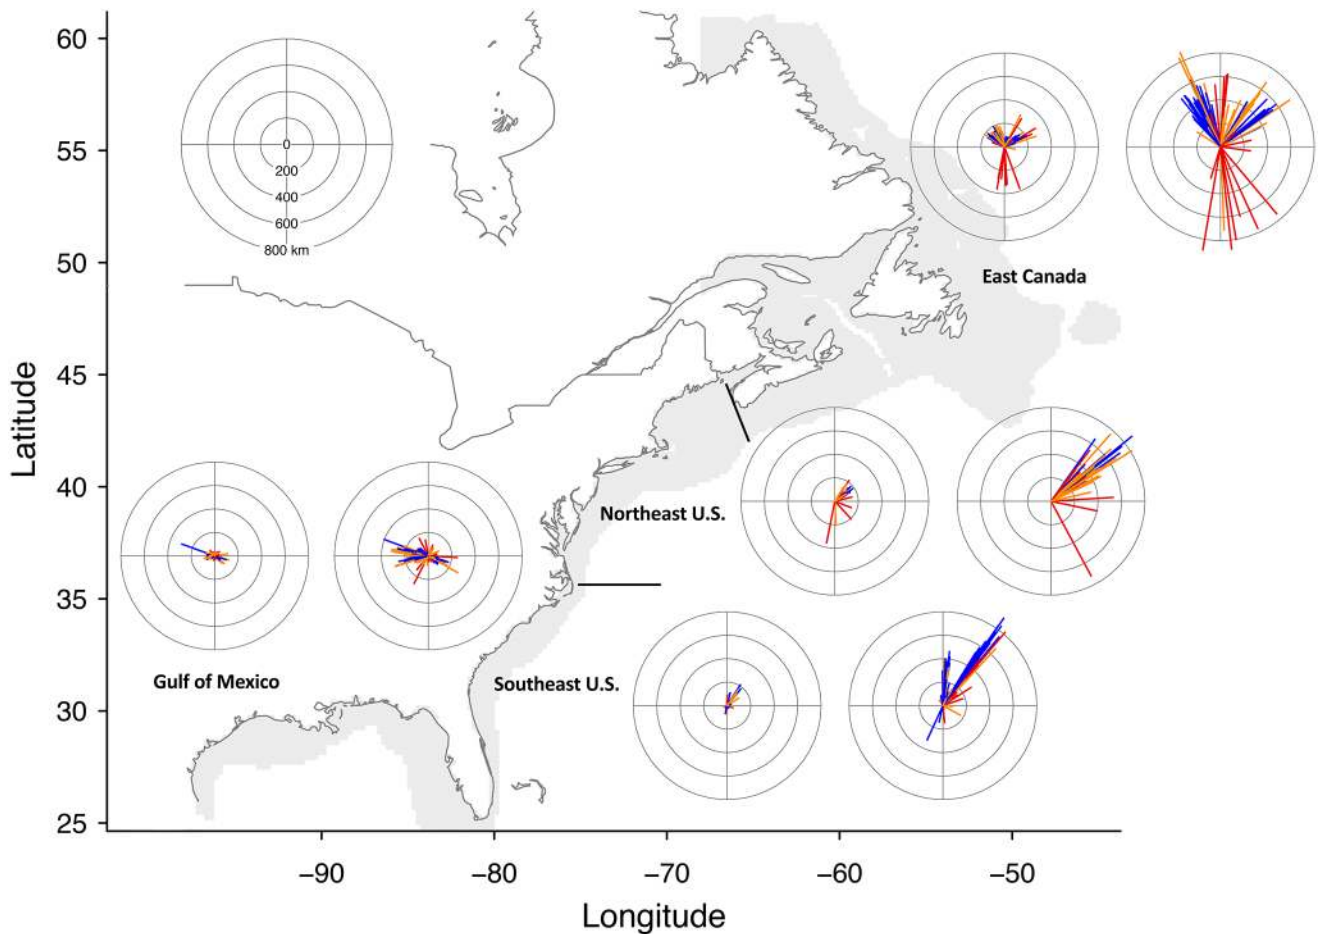 60
55
50
45
40
35
30
25
Latitude
0
200
400
600
800 km
East Canada
Northeast U.S.
Gulf of Mexico
Southeast U.S.
−90
−80
−70
−60
−50
Longitude